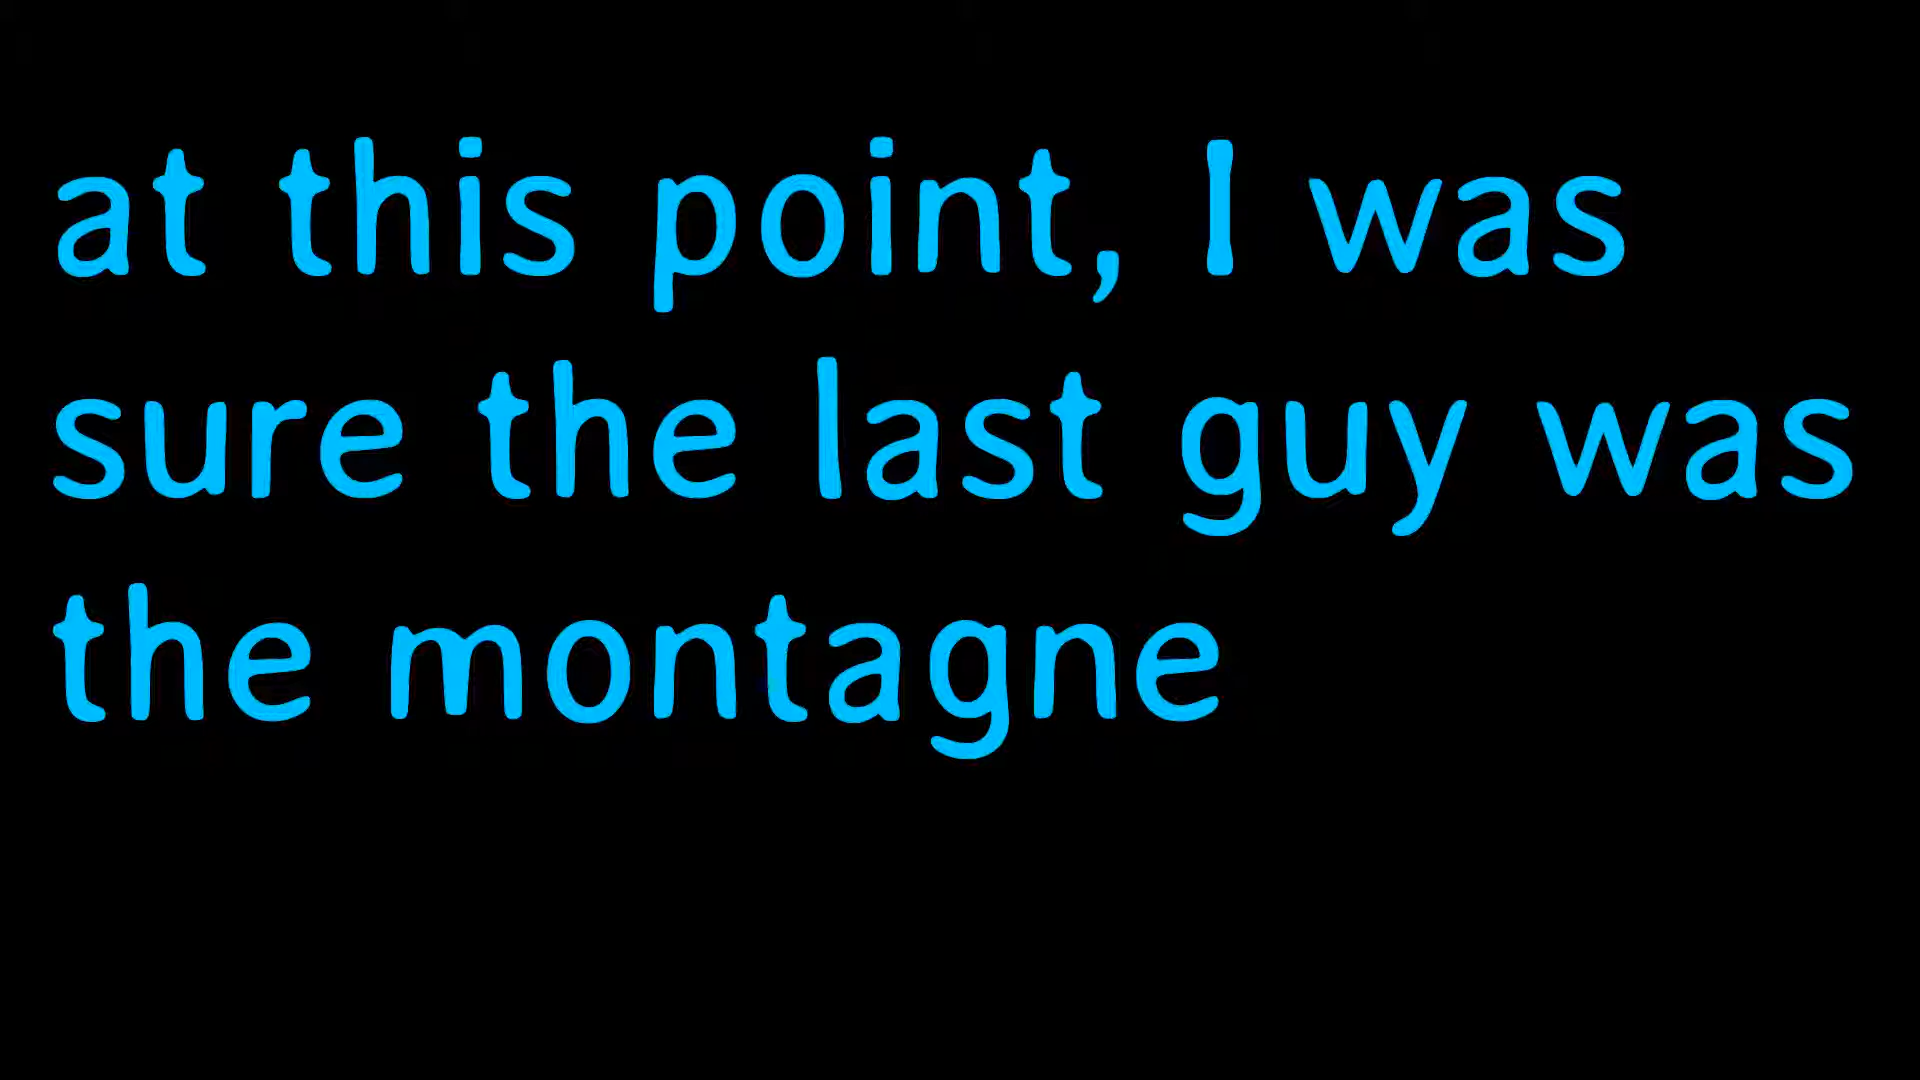 at this point, I was
sure the last guy was
the montagne